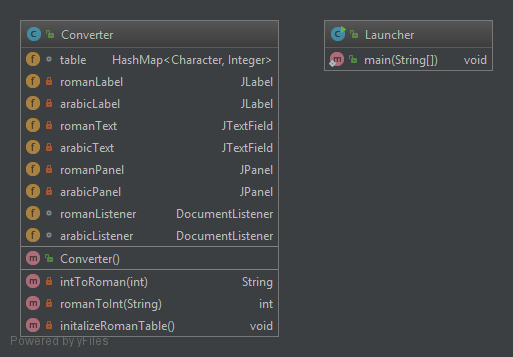 Converter
table HashMap<Character, Integer>
romanLabel JLabel
arabicLabel JLabel
romanText JTextField
arabicText JTextField
romanPanel JPanel
arabicPanel JPanel
romanListener DocumentListener
arabicListener DocumentListener
Converter()
intToRoman(int) String
romanToInt(String) int
initalizeRomanTable() void
Launcher
main(String[]) void
Powered by yFiles